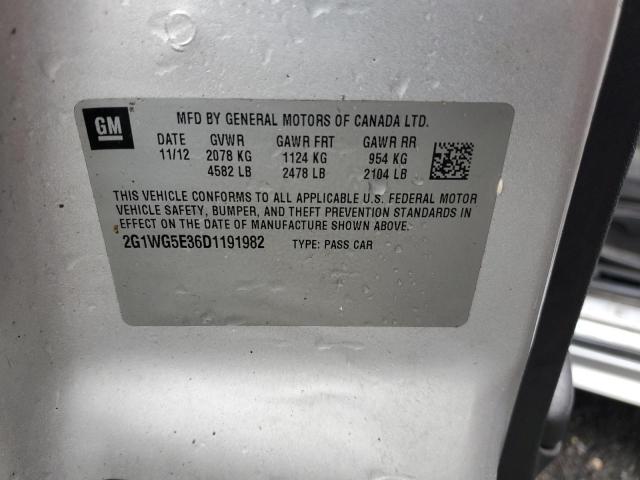 GM
MFD BY GENERAL MOTORS OF CANADA LTD.
DATE GVWR GAWR FRT GAWR RR
11/12 2078 KG 1124 KG 954 KG
4582 LB 2478 LB 2104 LB
THIS VEHICLE CONFORMS TO ALL APPLICABLE U.S. FEDERAL MOTOR
VEHICLE SAFETY, BUMPER, AND THEFT PREVENTION STANDARDS IN
EFFECT ON THE DATE OF MANUFACTURE SHOWN ABOVE.
2G1WG5E36D1191982 TYPE: PASS CAR